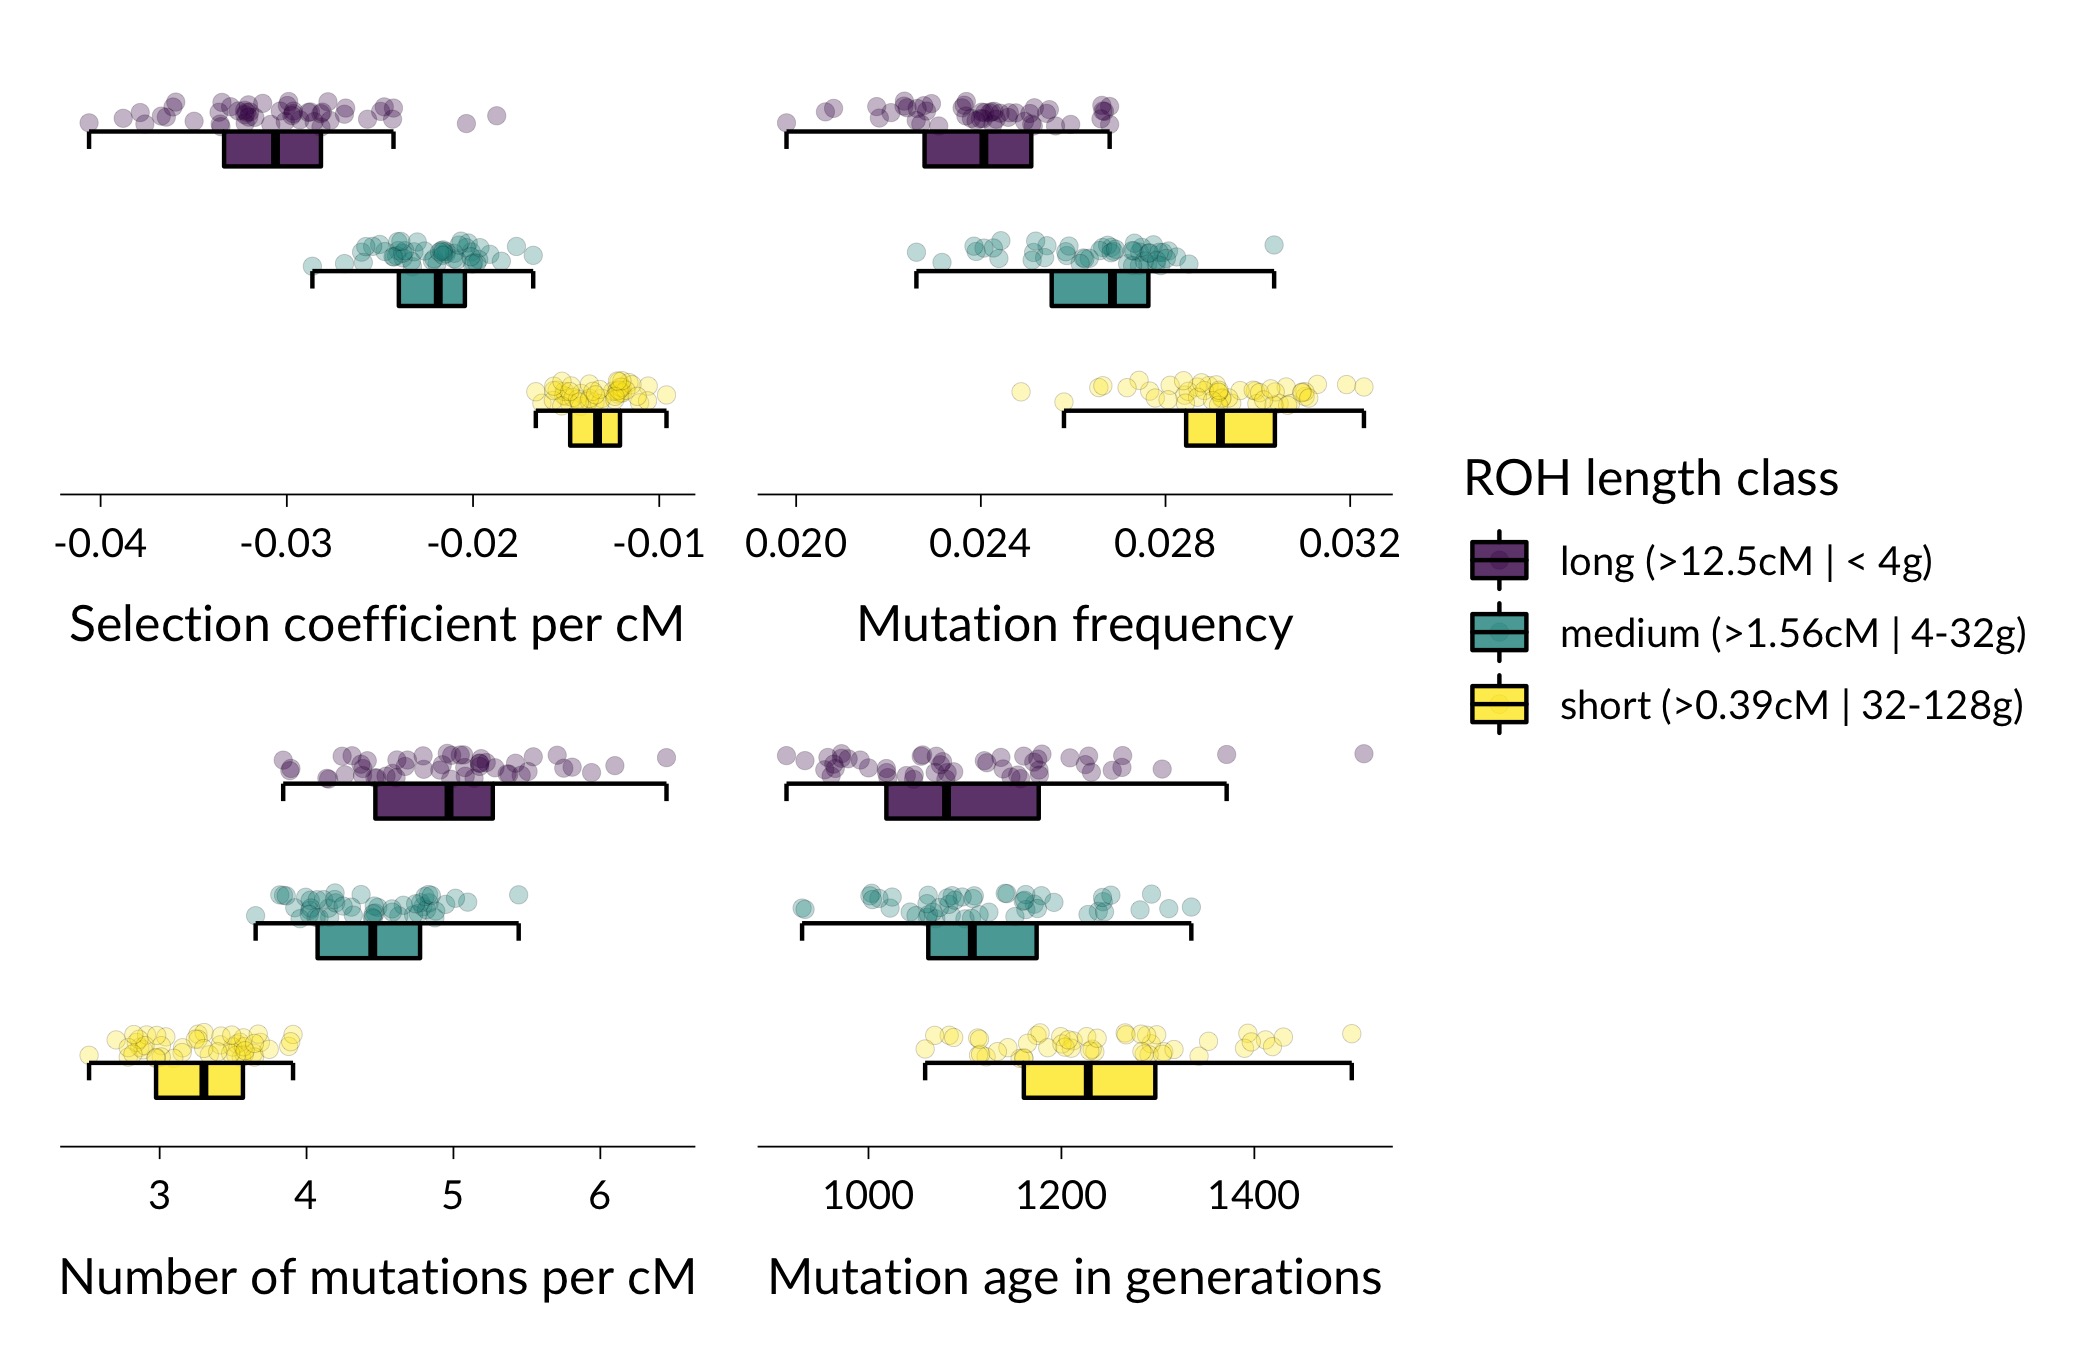 -0.04 -0.03 -0.02 -0.01
Selection coefficient per cM
0.020 0.024 0.028 0.032
Mutation frequency
ROH length class
long (>12.5cM | < 4g)
medium (>1.56cM | 4-32g)
short (>0.39cM | 32-128g)
3 4 5 6
Number of mutations per cM
1000 1200 1400
Mutation age in generations